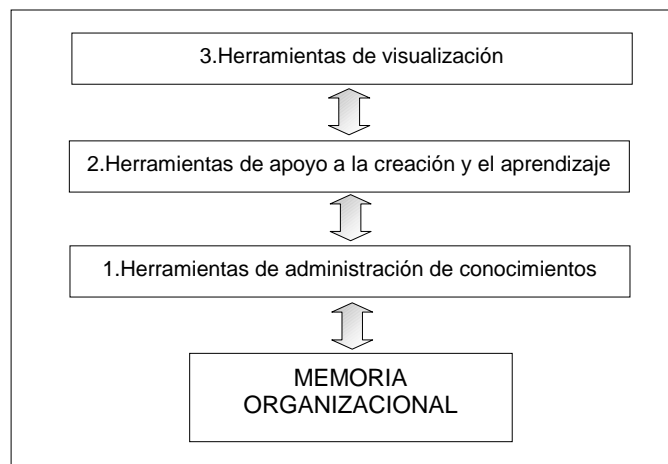 3.Herramientas de visualización
2.Herramientas de apoyo a la creación y el aprendizaje
1.Herramientas de administración de conocimientos
MEMORIA
ORGANIZACIONAL